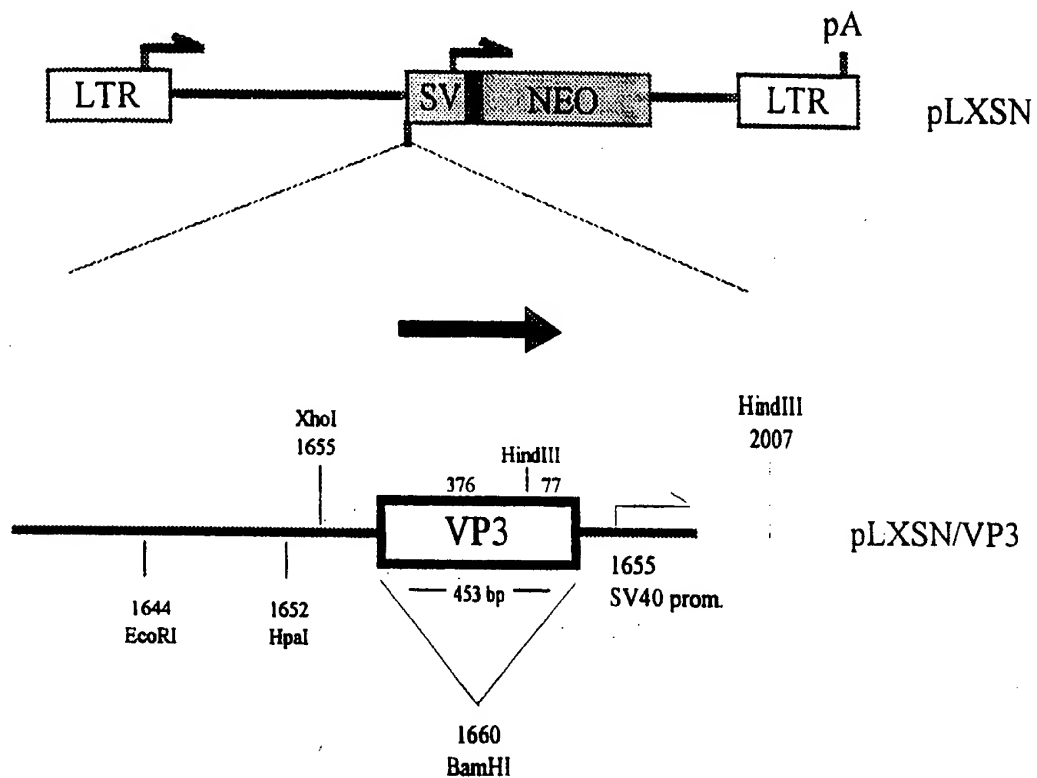 pA
LTR
SV
NEO
LTR
pLXSN
XhoI
1655
HindIII
2007
HindIII
376
77
VP3
pLXSN/VP3
1644
EcoRI
1652
HpaI
453 bp
1655
SV40 prom.
1660
BamHI